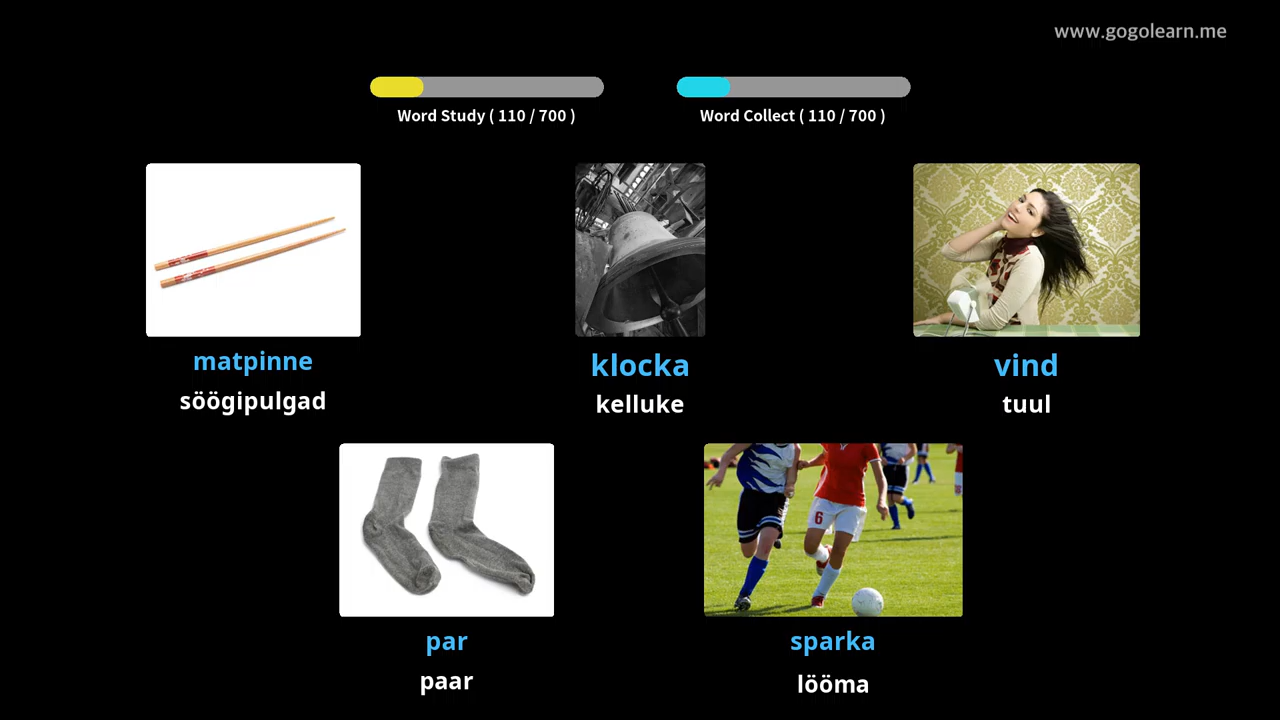 www.gogolearn.me
Word Study ( 110 / 700 )
Word Collect ( 110 / 700 )
matpinne
söögipulgad
klocka
kelluke
vind
tuul
par
paar
sparka
lööma
6